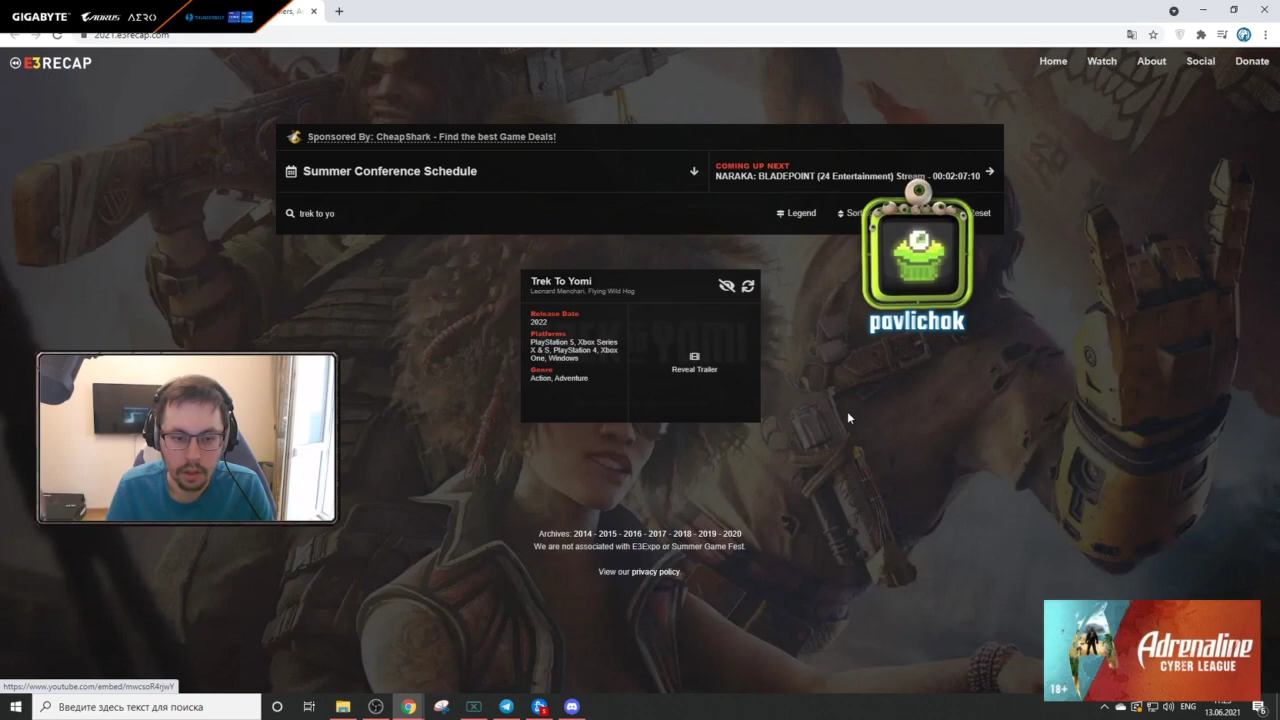 GIGABYTE™ AORUS AERO THUNDERBOLT
2021.e3recap.com
E3RECAP
Home Watch About Social Donate
Sponsored By: CheapShark - Find the best Game Deals!
Summer Conference Schedule
COMING UP NEXT
NARAKA: BLADEPOINT (24 Entertainment) Stream - 00:02:07:10
trek to yo
Legend
pavlichok
Trek To Yomi
Leonard Menchiari, Flying Wild Hog
Release Date
2022
Platforms
PlayStation 5, Xbox Series
X & S, PlayStation 4, Xbox
One, Windows
Genre
Action, Adventure
Reveal Trailer
Archives: 2014 - 2015 - 2016 - 2017 - 2018 - 2019 - 2020
We are not associated with E3Expo or Summer Game Fest.
View our privacy policy.
Adrenaline
CYBER LEAGUE
18+
https://www.youtube.com/embed/mwcsoR4rjwY
Введите здесь текст для поиска
ENG
13.06.2021